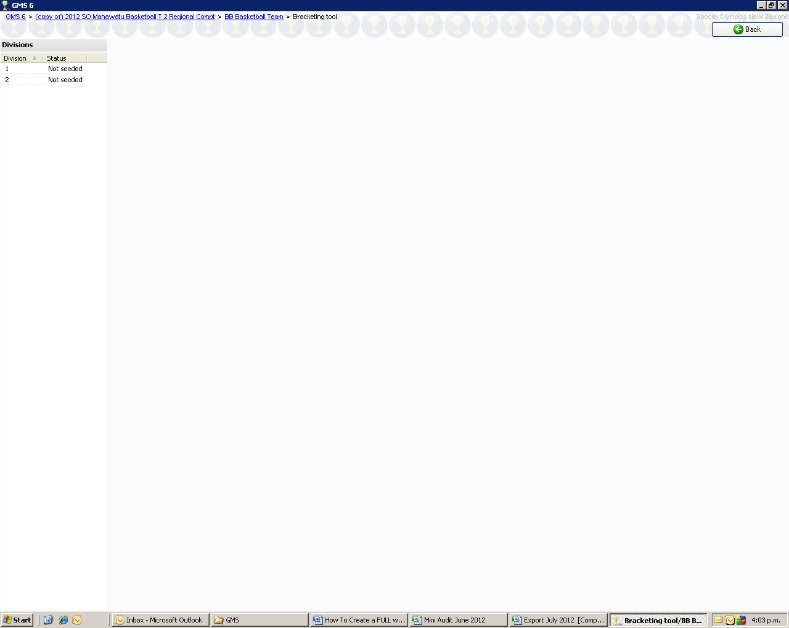 GMS 6
GMS 6 > (copy of) 2012 SO Manawatu Basketball T 2 Regional Compt > BB Basketball Team > Bracketing tool
Special Olympics New Zealand
Back
Divisions
Division Status
1 Not seeded
2 Not seeded
Start Inbox - Microsoft Outlook GMS How To Create a FULL w... Mini Audit June 2012 Export July 2012 [Comp... Bracketing tool/BB B... 4:03 p.m.